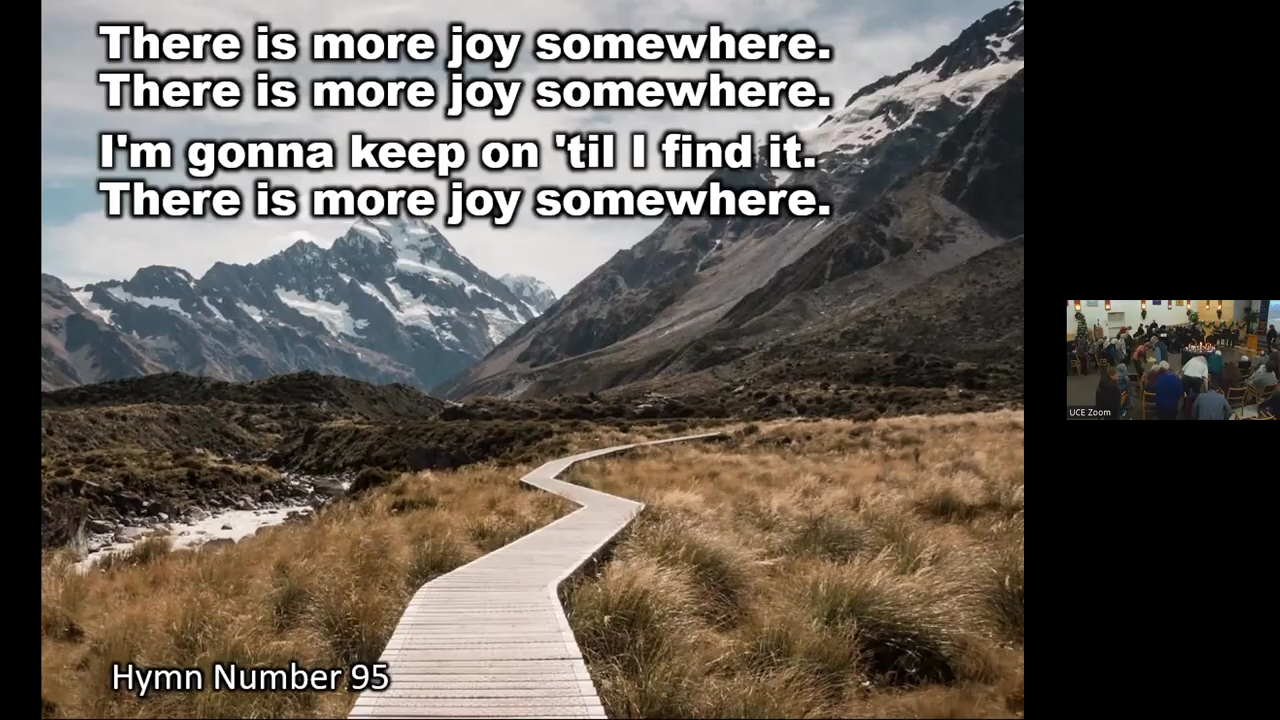 There is more joy somewhere.
There is more joy somewhere.
I'm gonna keep on 'til I find it.
There is more joy somewhere.
Hymn Number 95
UCE Zoom